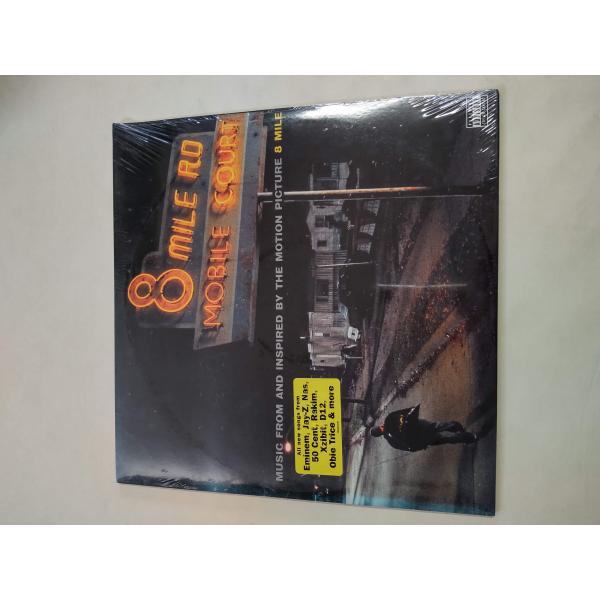 8 MILE RD
MOBILE COURT
MUSIC FROM AND INSPIRED BY THE MOTION PICTURE 8 MILE
All new songs from
Eminem, Jay-Z, Nas,
50 Cent, Rakim,
Xzibit, D12,
Obie Trice & more